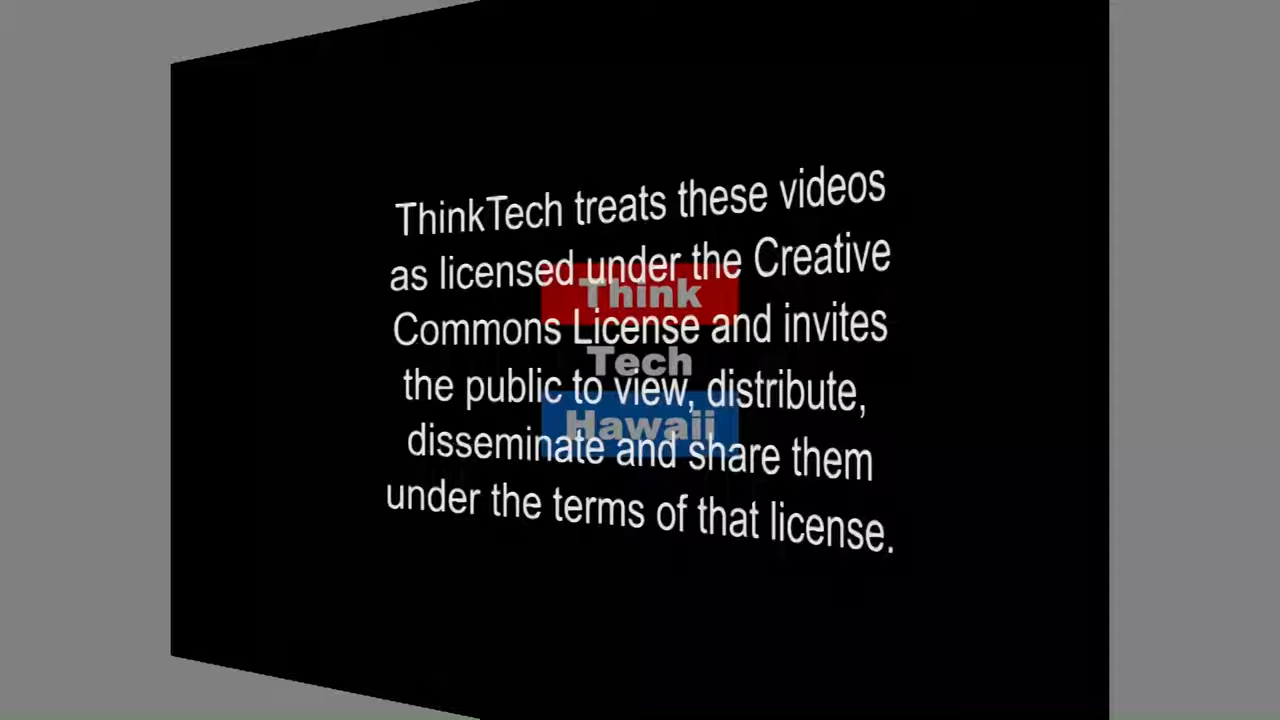 ThinkTech treats these videos
as licensed under the Creative
Commons License and invites
the public to view, distribute,
disseminate and share them
under the terms of that license.
Think
Tech
Hawaii